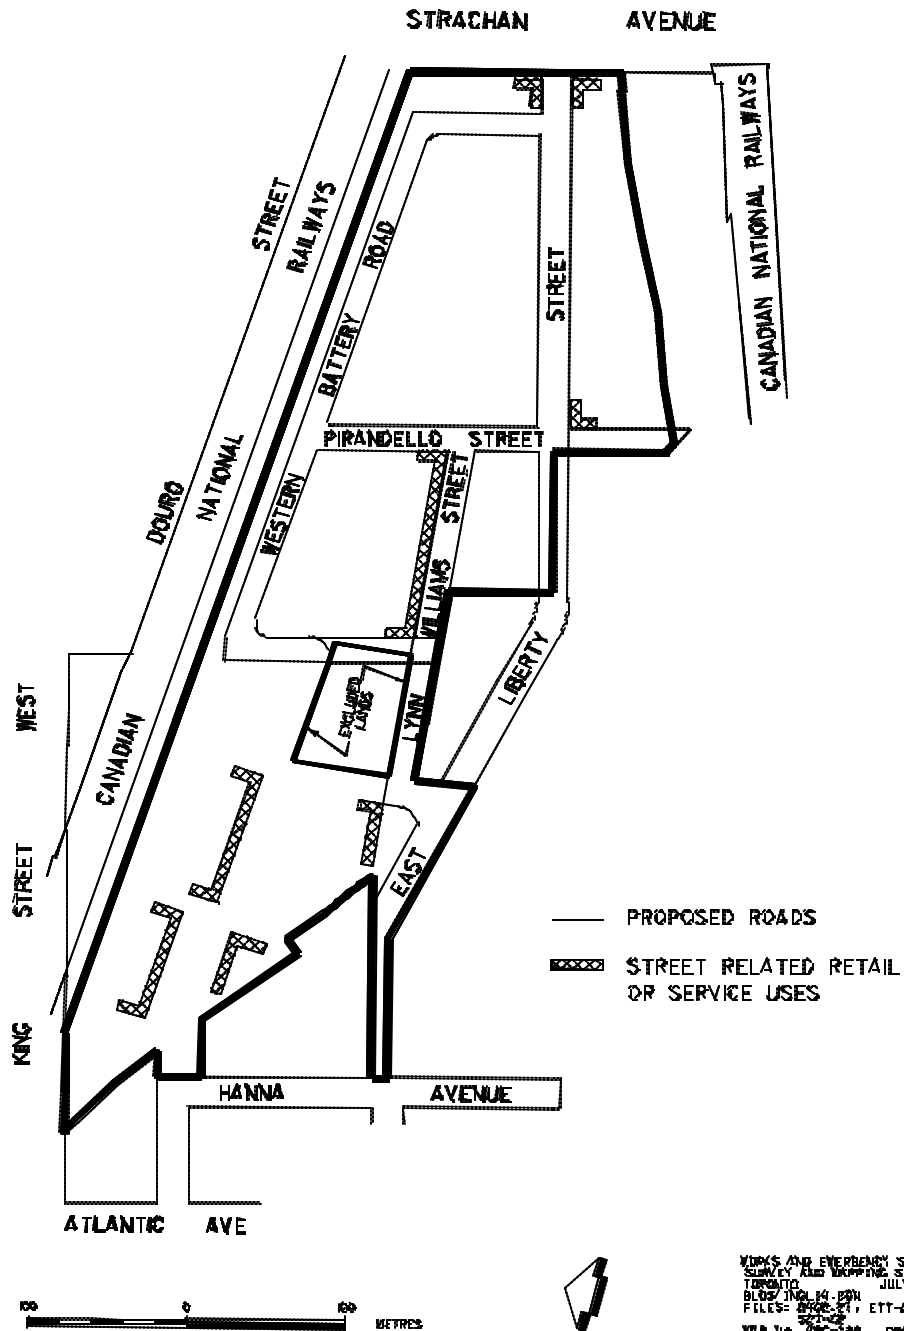 STRACHAN AVENUE
CANADIAN NATIONAL RAILWAYS
DOURO STREET
CANADIAN NATIONAL RAILWAYS
WESTERN BATTERY ROAD
STREET
PIRANDELLO STREET
LYNN WILLIAMS STREET
LIBERTY
EAST
EXCLUDED
LANDS
KING STREET WEST
PROPOSED ROADS
STREET RELATED RETAIL
OR SERVICE USES
HANNA AVENUE
ATLANTIC AVE
100 0 100
METRES
WORKS AND EMERGENCY S
SURVEY AND MAPPING S
TORONTO JULY